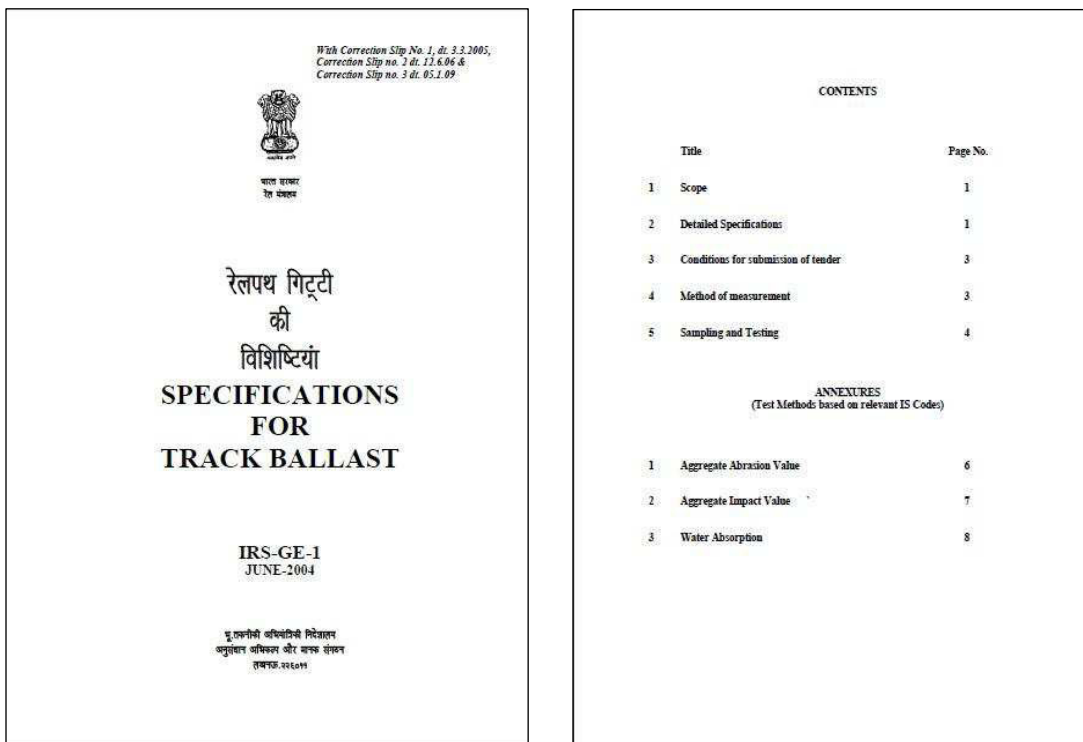 With Correction Slip No. 1, dt. 3.3.2005,
Correction Slip no. 2 dt. 12.6.06 &
Correction Slip no. 3 dt. 05.1.09
सत्यमेव जयते
भारत सरकार
रेल मंत्रालय
रेलपथ गिट्टी
की
विशिष्टियां
SPECIFICATIONS
FOR
TRACK BALLAST
IRS-GE-1
JUNE-2004
भू.तकनीकी अभियांत्रिकी निदेशालय
अनुसंधान अभिकल्प और मानक संगठन
लखनऊ.२२६०११
CONTENTS
Title Page No.
1 Scope 1
2 Detailed Specifications 1
3 Conditions for submission of tender 3
4 Method of measurement 3
5 Sampling and Testing 4
ANNEXURES
(Test Methods based on relevant IS Codes)
1 Aggregate Abrasion Value 6
2 Aggregate Impact Value 7
3 Water Absorption 8